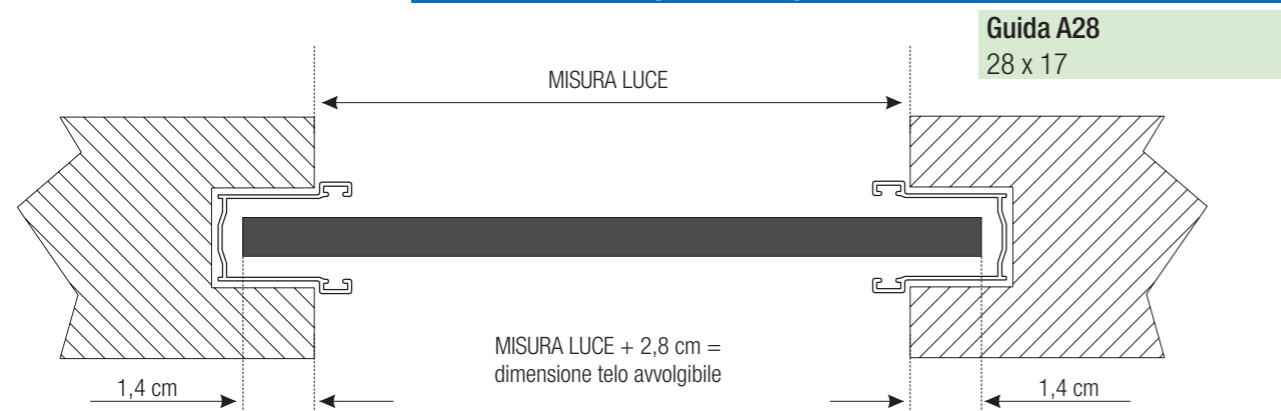 Guida A28
28 x 17
MISURA LUCE
MISURA LUCE + 2,8 cm =
dimensione telo avvolgibile
1,4 cm
1,4 cm